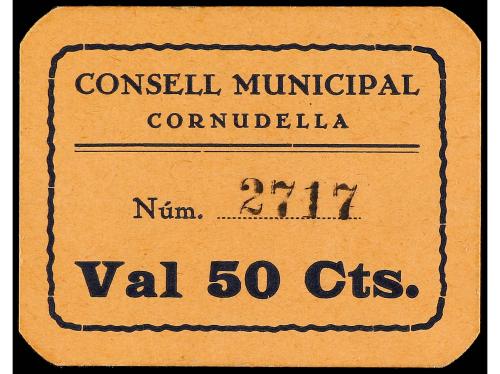 CONSELL MUNICIPAL
CORNUDELLA
Núm. 2717
Val 50 Cts.